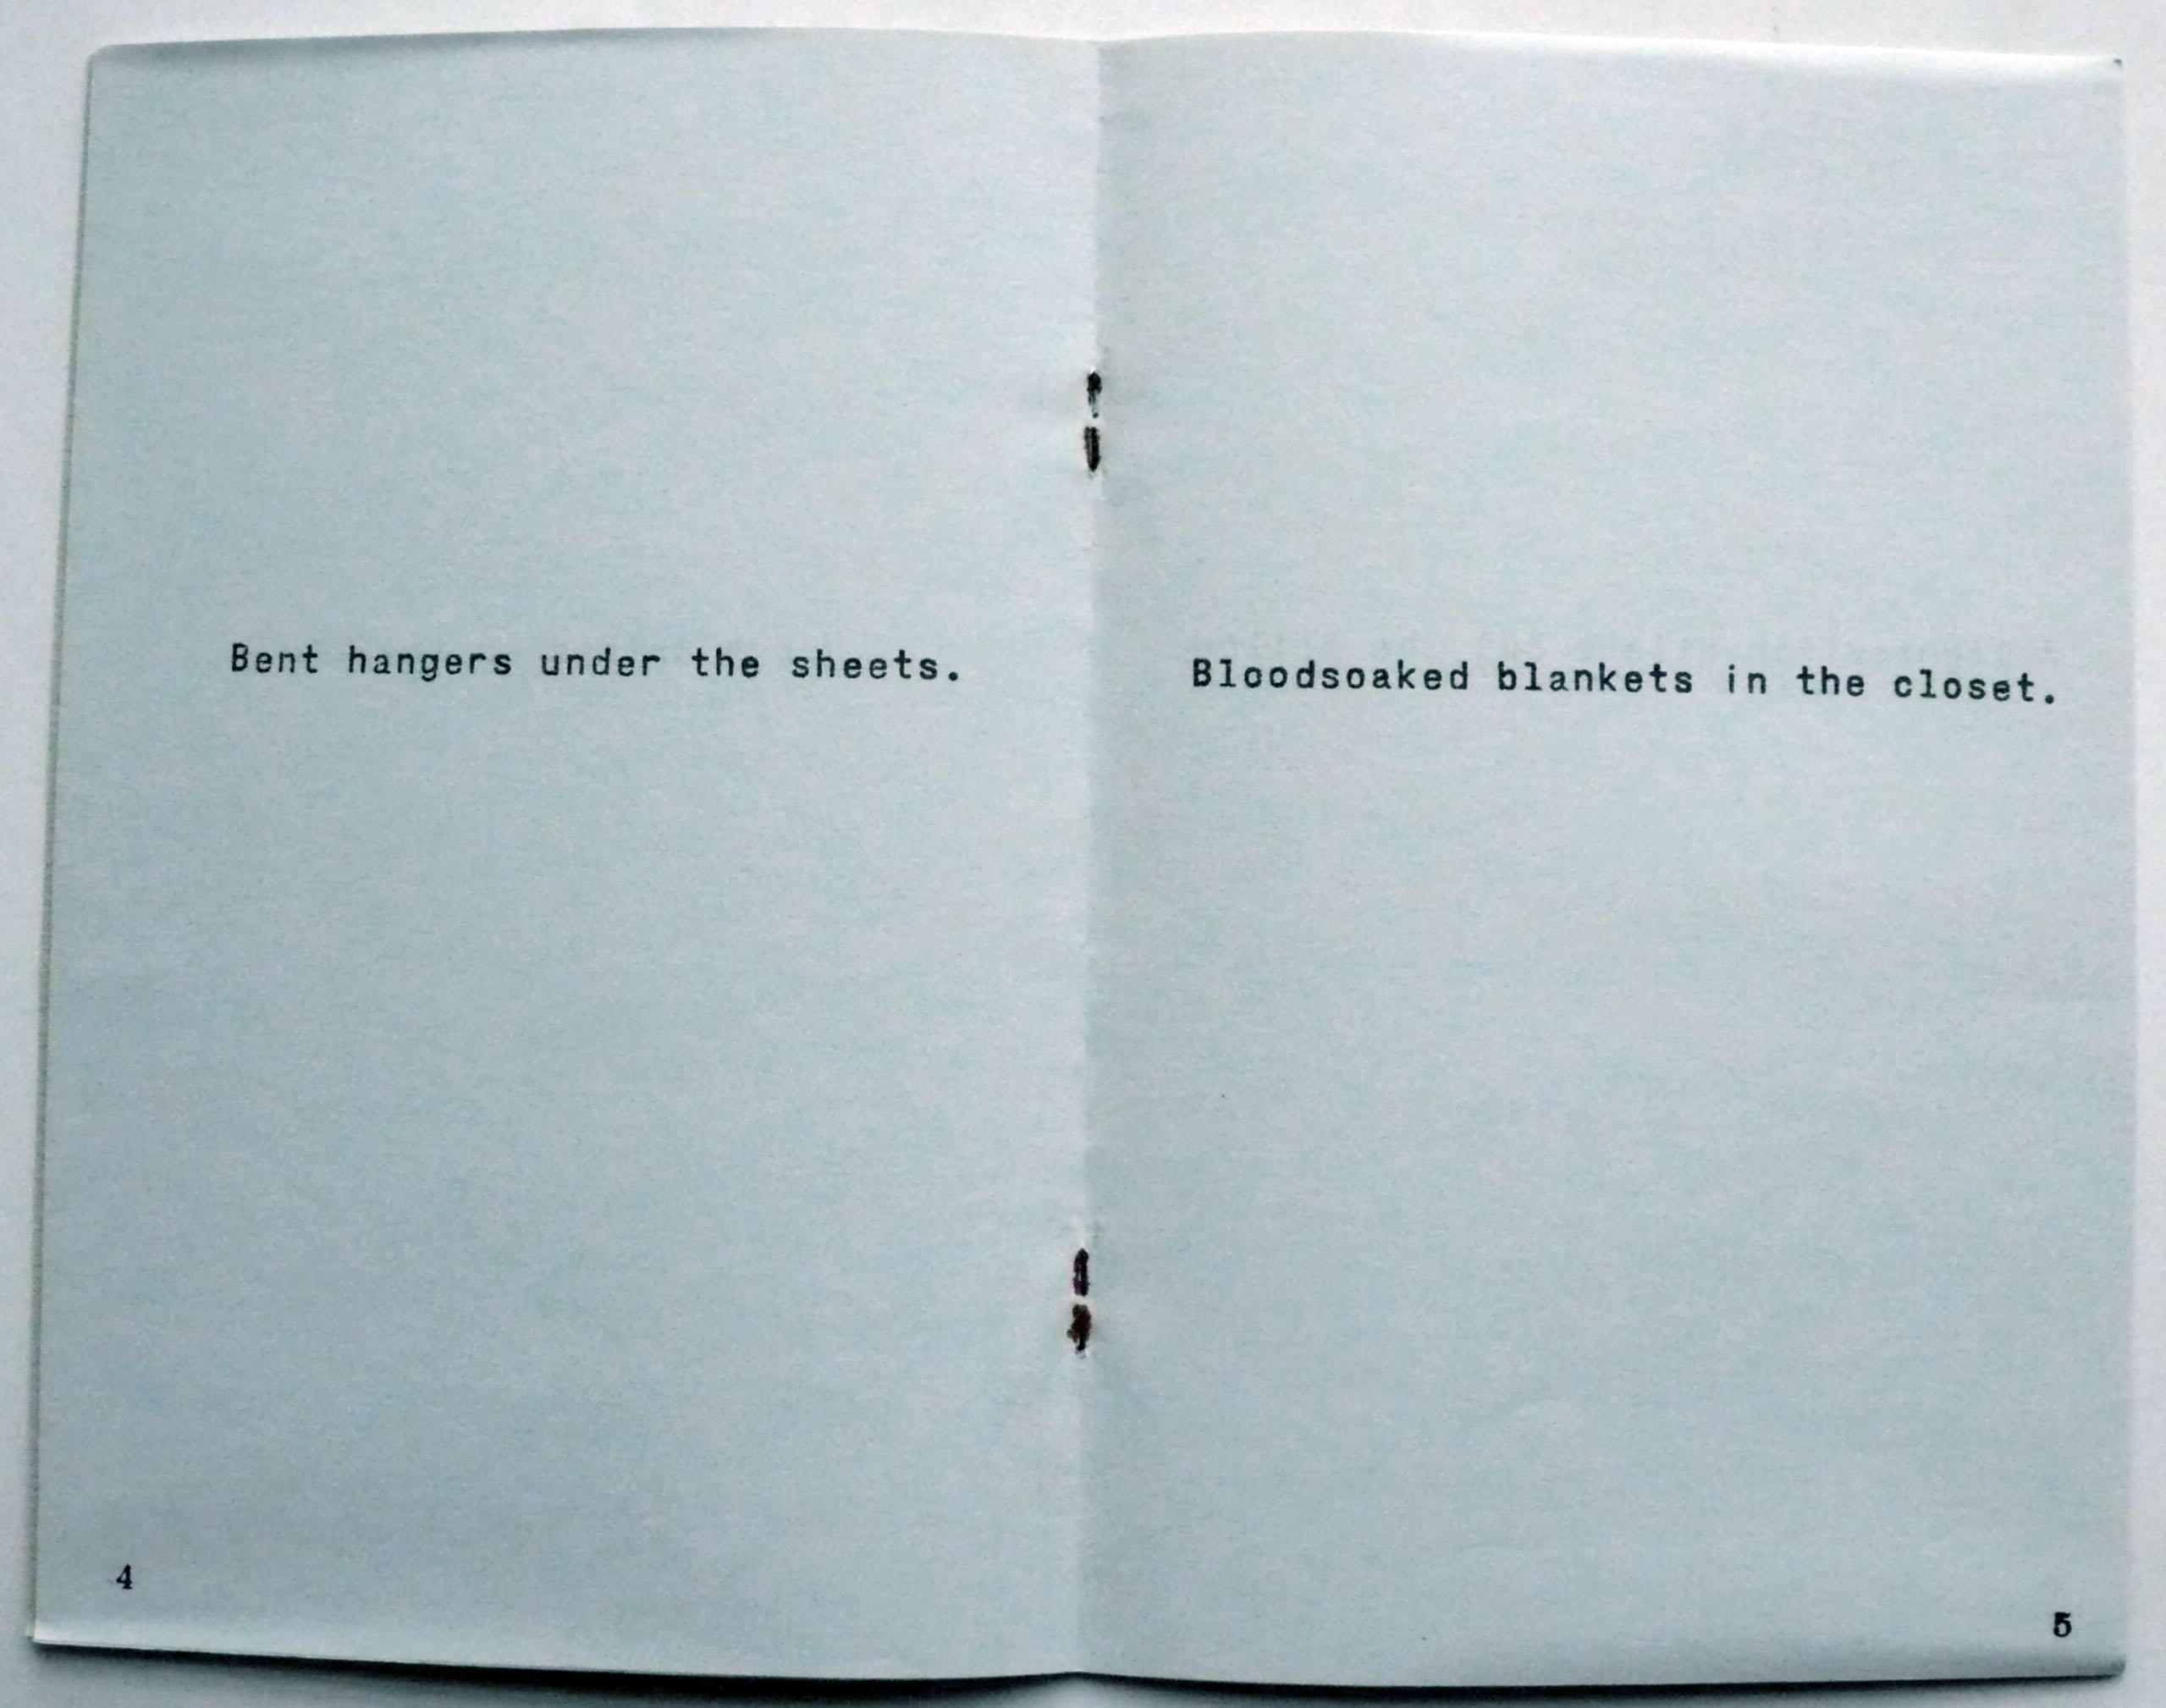 Bent hangers under the sheets.
4
Bloodsoaked blankets in the closet.
5